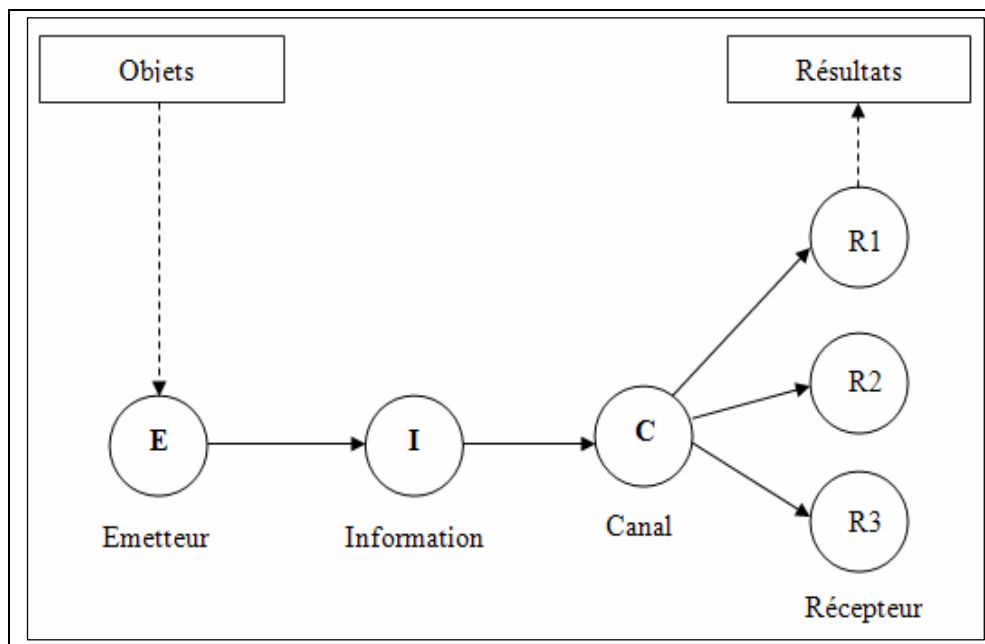 Objets
Résultats
R1
R2
E
I
C
R3
Emetteur
Information
Canal
Récepteur